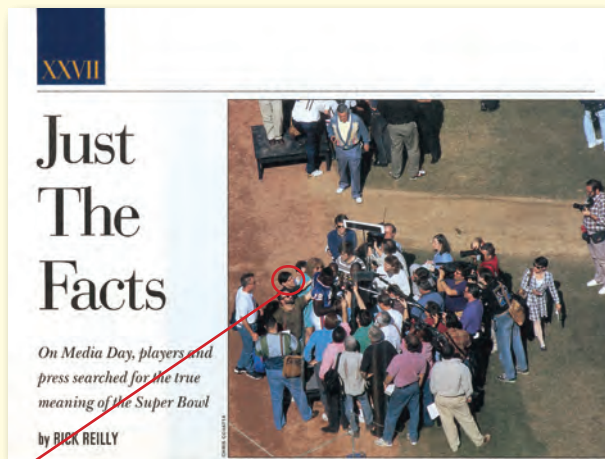 XXVII
Just
The
Facts
On Media Day, players and
press searched for the true
meaning of the Super Bowl
by RICK REILLY